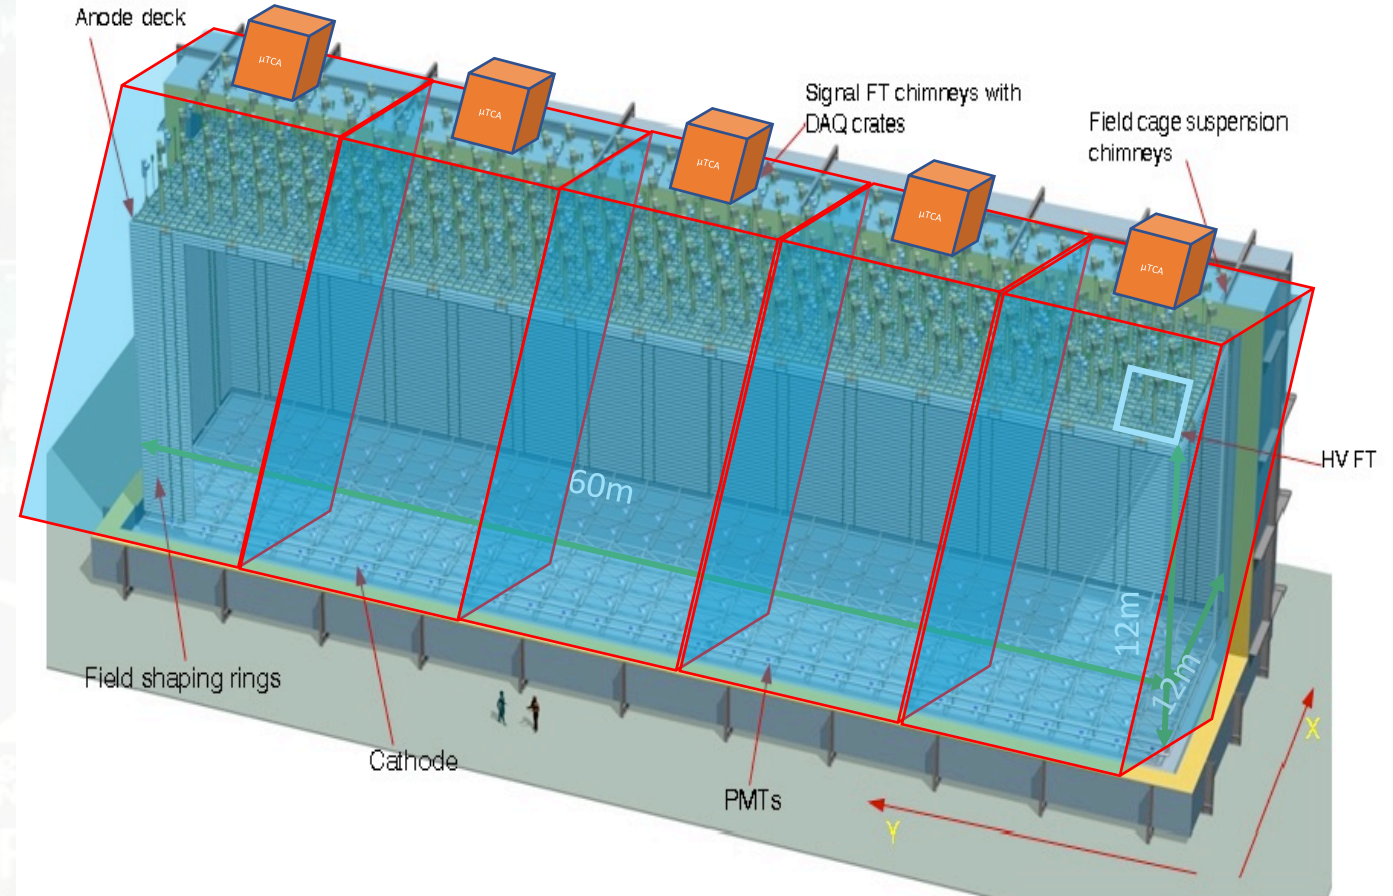 Anode deck
μTCA
μTCA
Signal FT chimneys with
DAQ crates
Field cage suspension
chimneys
μTCA
μTCA
μTCA
HV FT
60m
12m
12m
Field shaping rings
Cathode
PMTs
X
Y